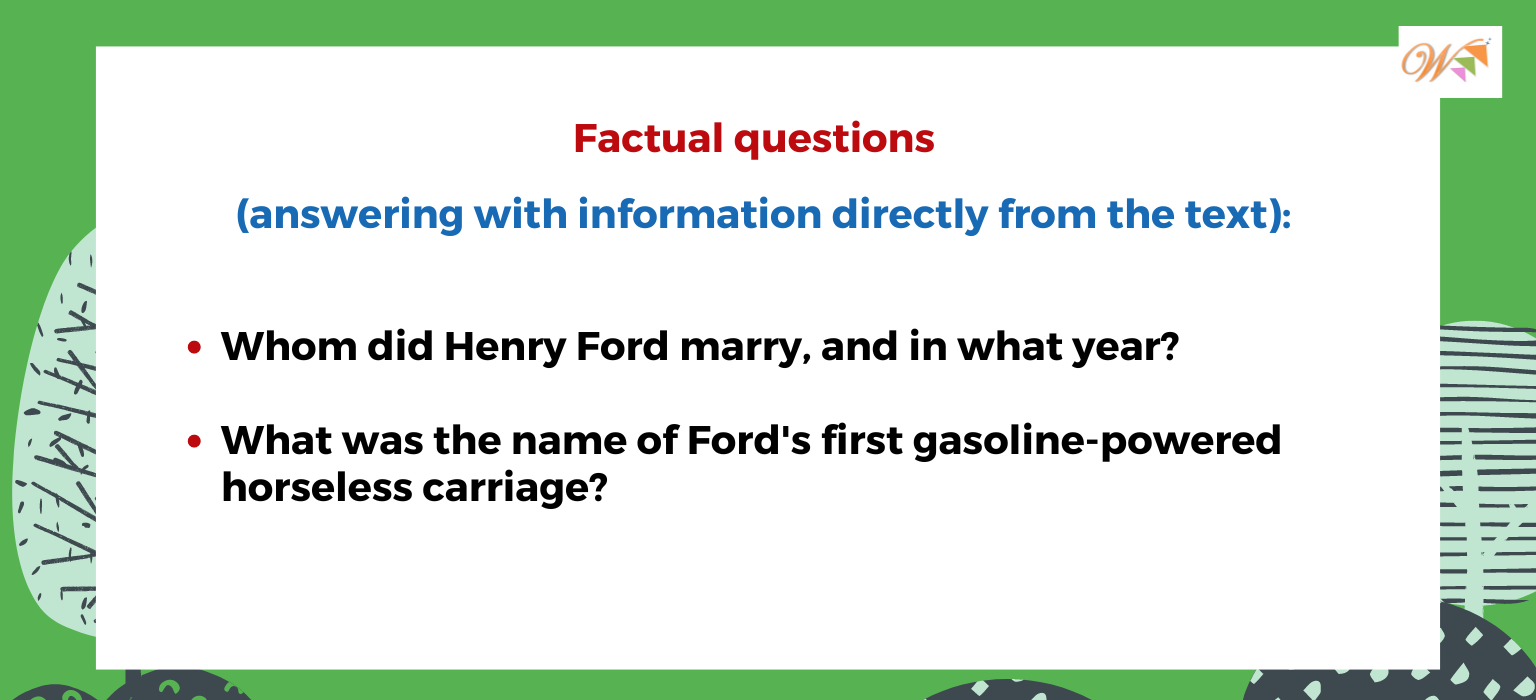 W
Factual questions
(answering with information directly from the text):
• Whom did Henry Ford marry, and in what year?
• What was the name of Ford's first gasoline-powered
horseless carriage?